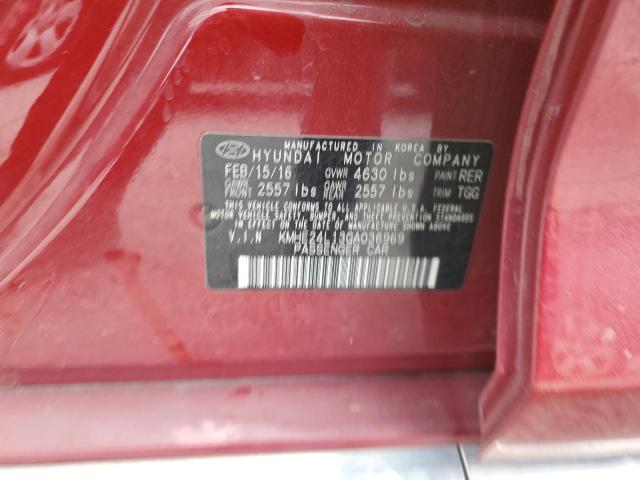 MANUFACTURED IN KOREA BY
HYUNDAI MOTOR COMPANY
FEB/15/16 GVWR 4630 lbs PAINT RER
2557 lbs 2557 lbs TRIM TGG
THIS VEHICLE CONFORMS TO ALL APPLICABLE FEDERAL
MOTOR VEHICLE SAFETY, BUMPER AND THEFT PREVENTION STANDARDS
IN EFFECT ON THE DATE OF MANUFACTURE SHOWN ABOVE.
V.I.N
PASSENGER CAR